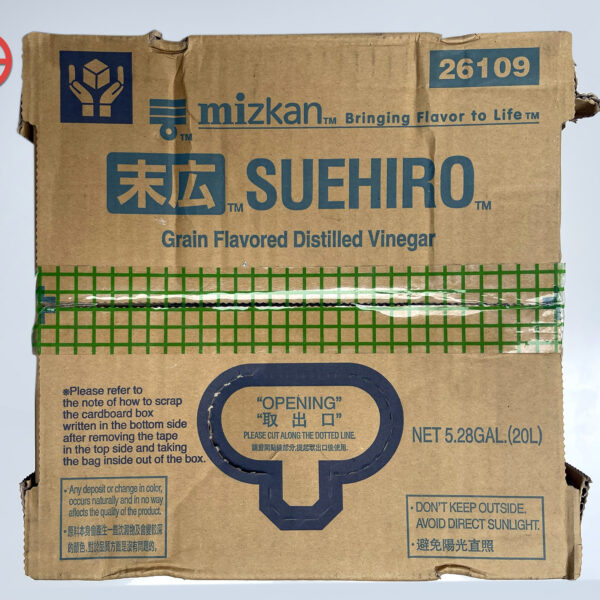 26109
mizkan™ Bringing Flavor to Life™
™
末広™ SUEHIRO™
Grain Flavored Distilled Vinegar
※Please refer to
the note of how to scrap
the cardboard box
written in the bottom side
after removing the tape
in the top side and taking
the bag inside out of the box.
"OPENING"
"取出口"
PLEASE CUT ALONG THE DOTTED LINE.
NET 5.28GAL.(20L)
• Any deposit or change in color,
occurs naturally and in no way
affects the quality of the product.
• DON'T KEEP OUTSIDE.
AVOID DIRECT SUNLIGHT.
• 避免陽光直照